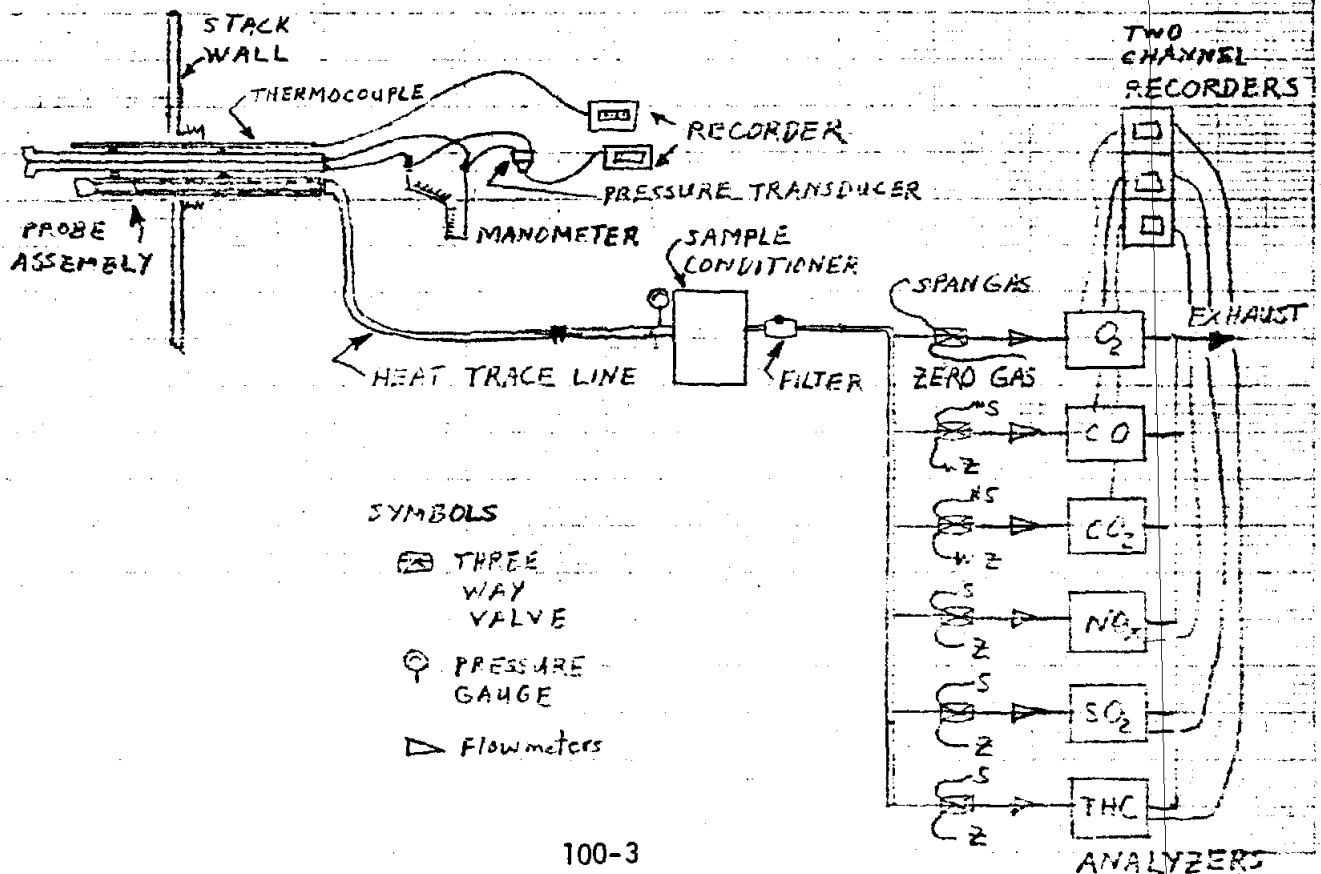 STACK
WALL
THERMOCOUPLE
RECORDER
PRESSURE TRANSDUCER
MANOMETER
PROBE
ASSEMBLY
HEAT TRACE LINE
SAMPLE
CONDITIONER
FILTER
TWO
CHANNEL
RECORDERS
SPAN GAS
ZERO GAS
O2
EXHAUST
S
Z
CO
S
Z
CO2
S
Z
NOx
S
Z
SO2
S
Z
THC
ANALYZERS
SYMBOLS
THREE
WAY
VALVE
PRESSURE
GAUGE
Flowmeters
100-3